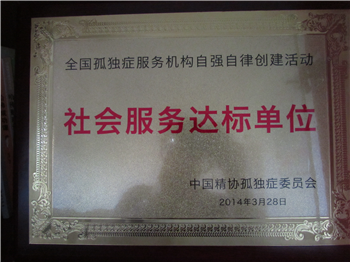 全国孤独症服务机构自强自律创建活动
社会服务达标单位
中国精协孤独症委员会
2014年3月28日